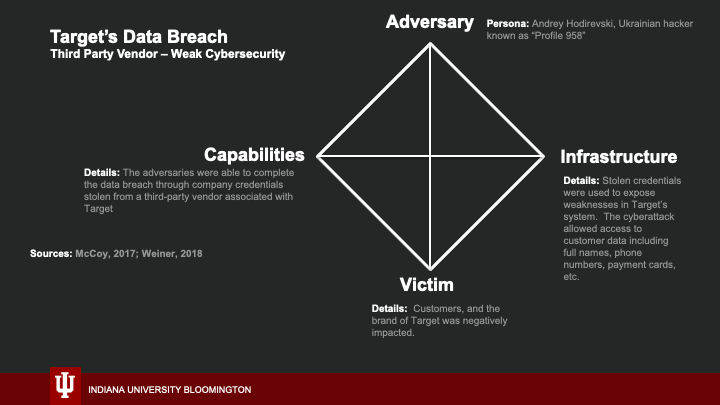 Target's Data Breach
Third Party Vendor – Weak Cybersecurity
Adversary
Persona: Andrey Hodirevski, Ukrainian hacker
known as “Profile 958”
Capabilities
Details: The adversaries were able to complete
the data breach through company credentials
stolen from a third-party vendor associated with
Target
Infrastructure
Details: Stolen credentials
were used to expose
weaknesses in Target's
system.  The cyberattack
allowed access to
customer data including
full names, phone
numbers, payment cards,
etc.
Sources: McCoy, 2017; Weiner, 2018
Victim
Details:  Customers, and the
brand of Target was negatively
impacted.
INDIANA UNIVERSITY BLOOMINGTON